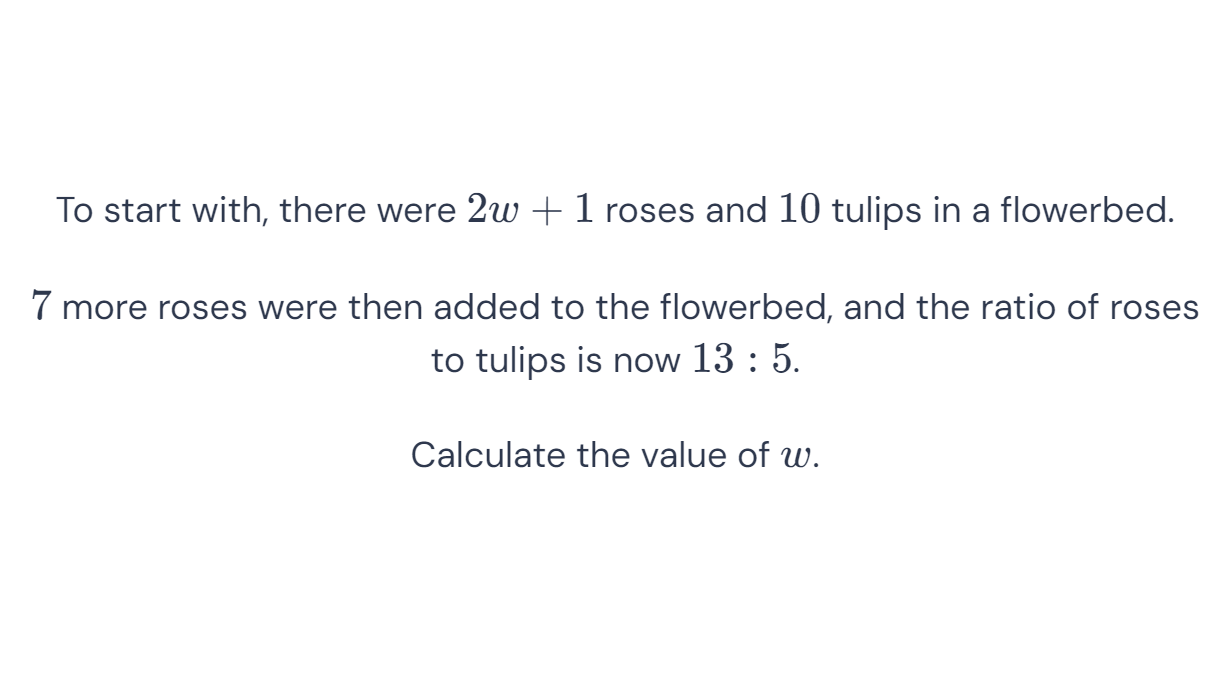 To start with, there were 2w + 1 roses and 10 tulips in a flowerbed.
7 more roses were then added to the flowerbed, and the ratio of roses
to tulips is now 13 : 5.
Calculate the value of w.